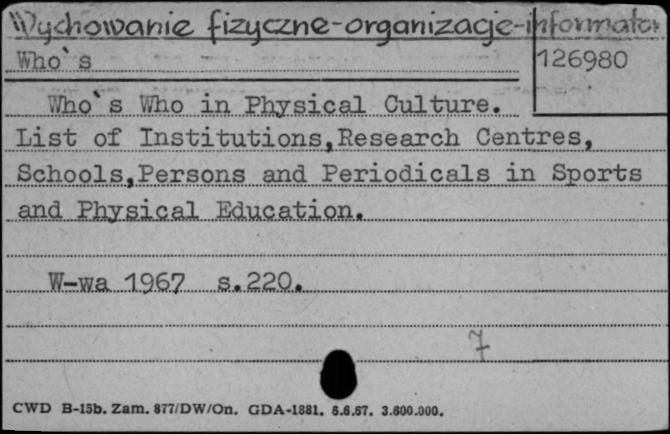 Wychowanie fizyczne-organizacje-informator
Who`s
126980
Who`s Who in Physical Culture.
List of Institutions,Research Centres,
Schools,Persons and Periodicals in Sports
and Physical Education.
W-wa 1967 s.220.
7
CWD B-15b. Zam. 877/DW/On. GDA-1881. 6.6.67. 3.600.000.